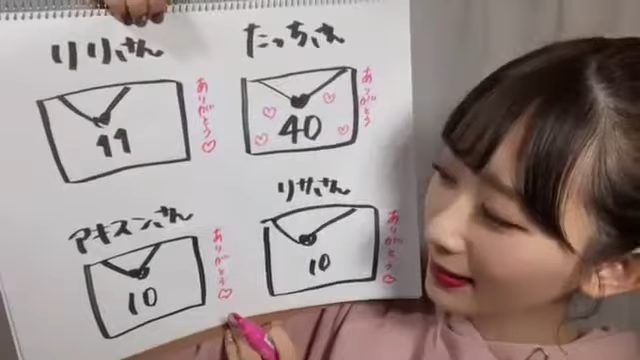 りりさん
11
ありがとう♡
たっちさん
40
ありがとう
アキスンさん
10
ありがとう♡
りささん
10
ありがとう♡